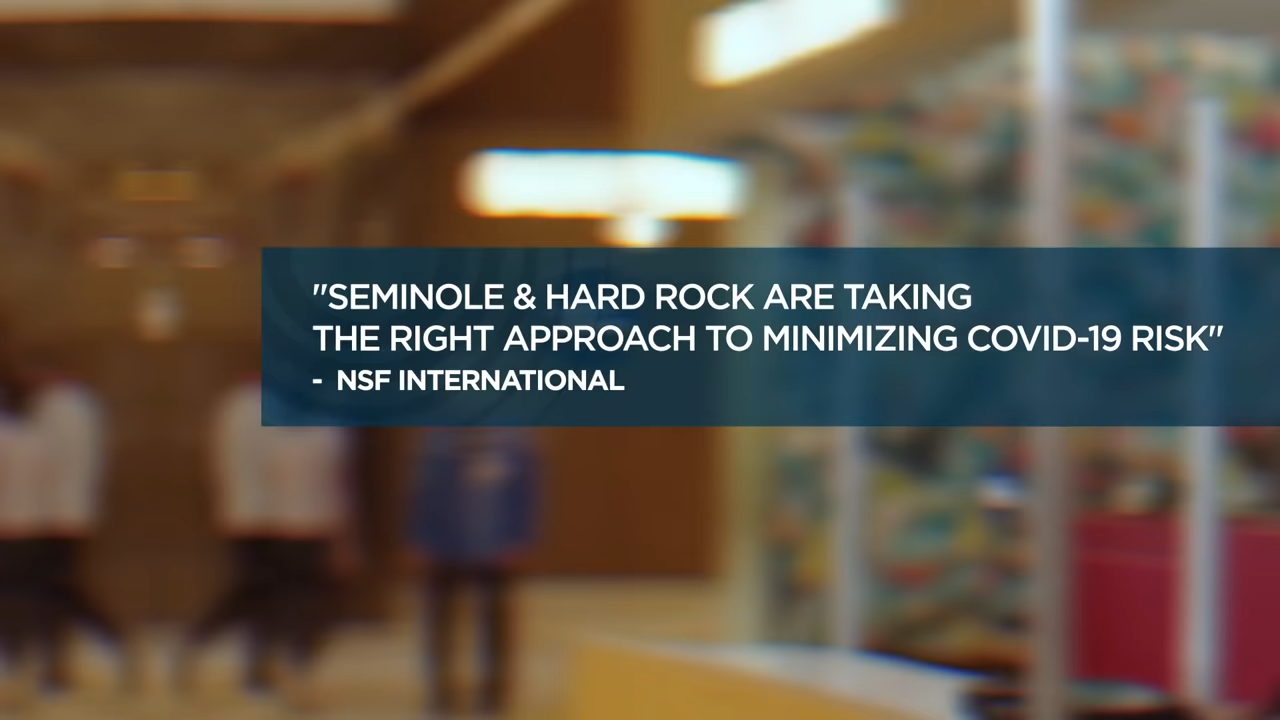 "SEMINOLE & HARD ROCK ARE TAKING
THE RIGHT APPROACH TO MINIMIZING COVID-19 RISK"
- NSF INTERNATIONAL